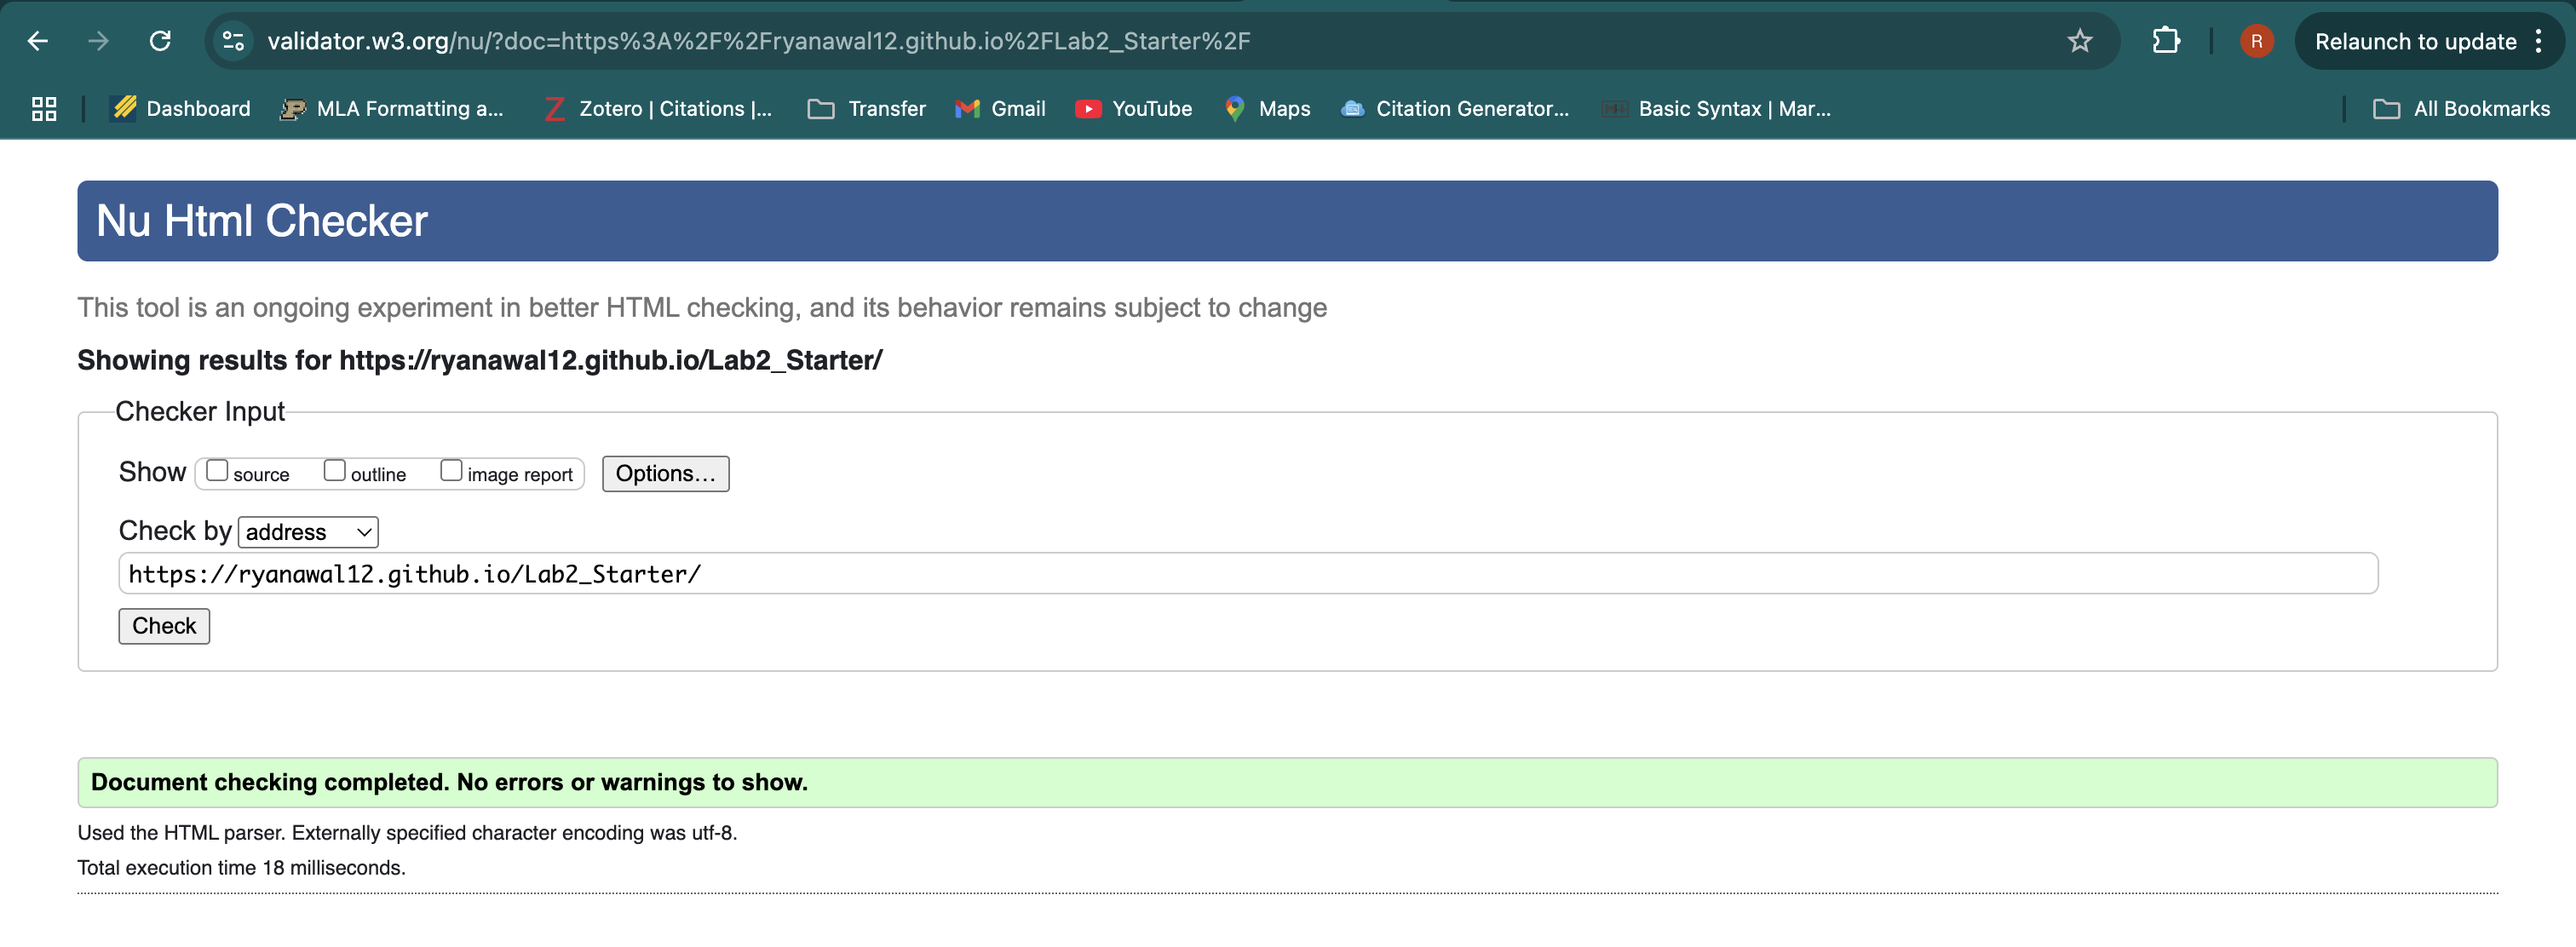 validator.w3.org/nu/?doc=https%3A%2F%2Fryanawal12.github.io%2FLab2_Starter%2F
R
Relaunch to update
Dashboard
MLA Formatting a...
Zotero | Citations |...
Transfer
Gmail
YouTube
Maps
Citation Generator...
Basic Syntax | Mar...
All Bookmarks
Nu Html Checker
This tool is an ongoing experiment in better HTML checking, and its behavior remains subject to change
Showing results for https://ryanawal12.github.io/Lab2_Starter/
Checker Input
Show source outline image report Options...
Check by address
https://ryanawal12.github.io/Lab2_Starter/
Check
Document checking completed. No errors or warnings to show.
Used the HTML parser. Externally specified character encoding was utf-8.
Total execution time 18 milliseconds.